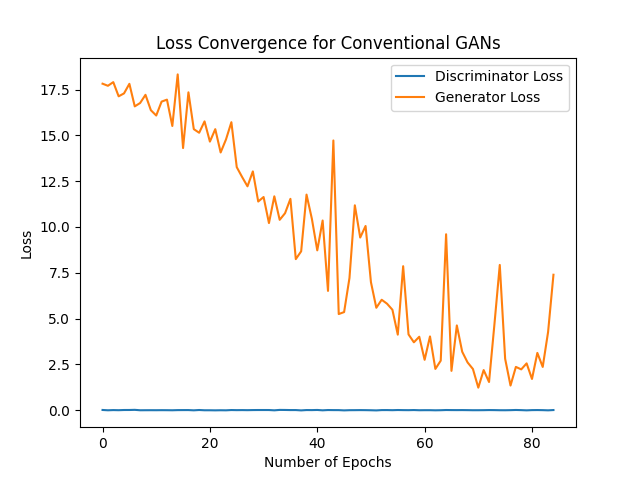 Loss Convergence for Conventional GANs
Discriminator Loss
Generator Loss
17.5
15.0
12.5
10.0
7.5
5.0
2.5
0.0
Loss
0 20 40 60 80
Number of Epochs